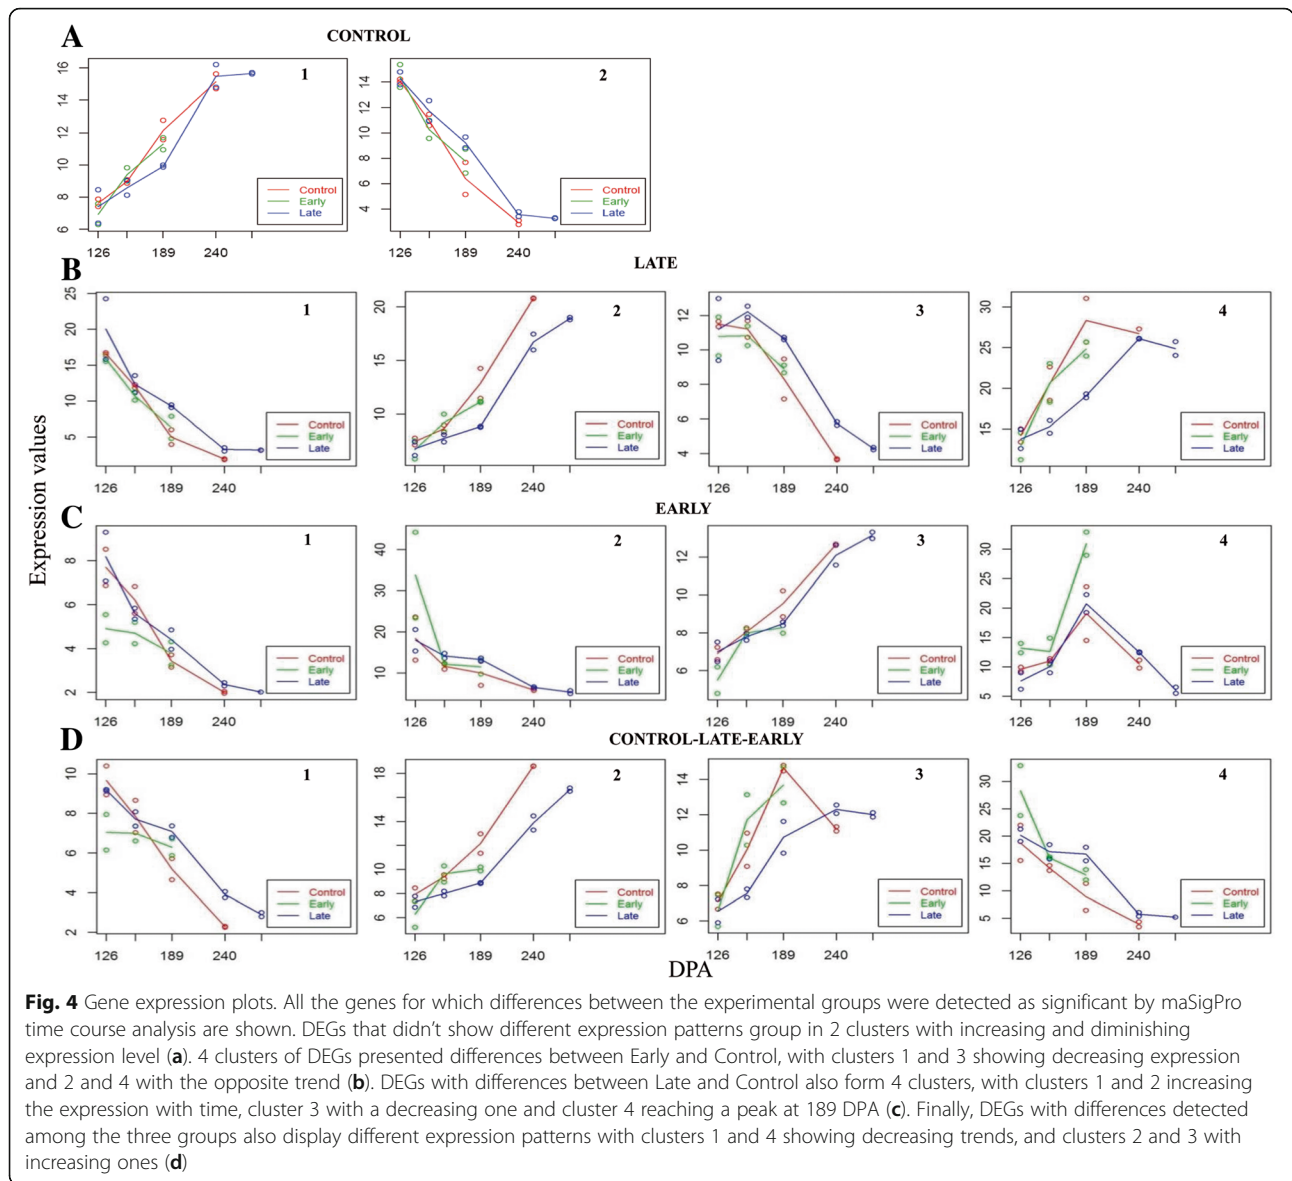 A
CONTROL
1
16
14
12
10
8
6
Control
Early
Late
126
189
240
2
14
12
10
8
6
4
Control
Early
Late
126
189
240
B
LATE
1
25
20
15
10
5
Control
Early
Late
126
189
240
2
20
15
10
Control
Early
Late
126
189
240
3
12
10
8
6
4
Control
Early
Late
126
189
240
4
30
25
20
15
Control
Early
Late
126
189
240
Expression values
C
EARLY
1
8
6
4
2
Control
Early
Late
126
189
240
2
40
30
20
10
Control
Early
Late
126
189
240
3
12
10
8
6
Control
Early
Late
126
189
240
4
30
25
20
15
10
5
Control
Early
Late
126
189
240
D
CONTROL-LATE-EARLY
1
10
8
6
4
2
Control
Early
Late
126
189
240
2
18
14
12
10
8
6
Control
Early
Late
126
189
240
3
14
12
10
8
6
Control
Early
Late
126
189
240
4
30
25
20
15
10
5
Control
Early
Late
126
189
240
DPA
Fig. 4 Gene expression plots. All the genes for which differences between the experimental groups were detected as significant by maSigPro
time course analysis are shown. DEGs that didn't show different expression patterns group in 2 clusters with increasing and diminishing
expression level (a). 4 clusters of DEGs presented differences between Early and Control, with clusters 1 and 3 showing decreasing expression
and 2 and 4 with the opposite trend (b). DEGs with differences between Late and Control also form 4 clusters, with clusters 1 and 2 increasing
the expression with time, cluster 3 with a decreasing one and cluster 4 reaching a peak at 189 DPA (c). Finally, DEGs with differences detected
among the three groups also display different expression patterns with clusters 1 and 4 showing decreasing trends, and clusters 2 and 3 with
increasing ones (d)